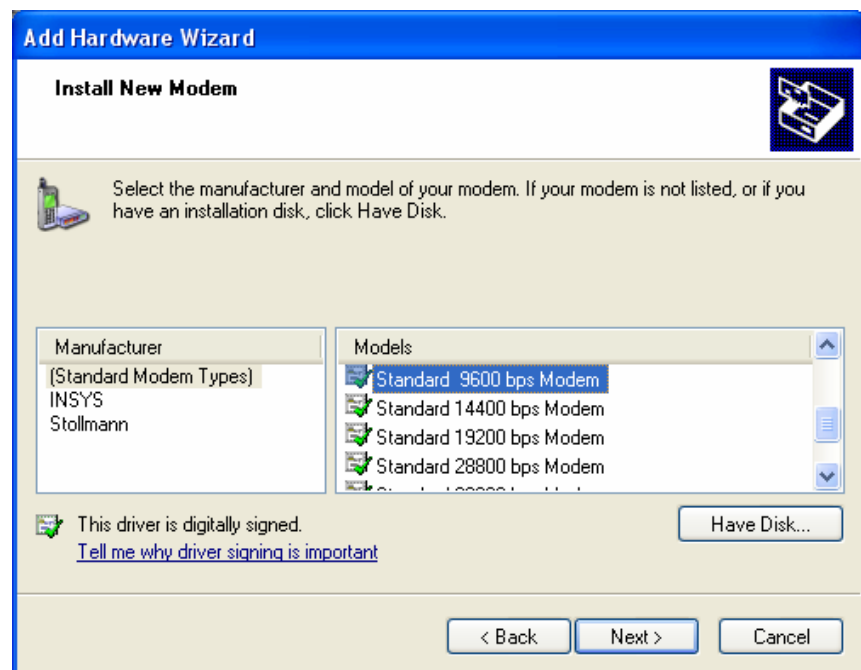 Add Hardware Wizard
Install New Modem
Select the manufacturer and model of your modem. If your modem is not listed, or if you
have an installation disk, click Have Disk.
Manufacturer
(Standard Modem Types)
INSYS
Stollmann
Models
Standard  9600 bps Modem
Standard 14400 bps Modem
Standard 19200 bps Modem
Standard 28800 bps Modem
This driver is digitally signed.
Tell me why driver signing is important
Have Disk...
< Back
Next >
Cancel